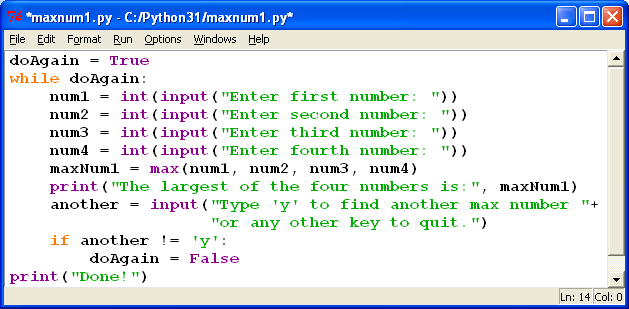 *maxnum1.py - C:/Python31/maxnum1.py*
File Edit Format Run Options Windows Help
doAgain = True
while doAgain:
    num1 = int(input("Enter first number: "))
    num2 = int(input("Enter second number: "))
    num3 = int(input("Enter third number: "))
    num4 = int(input("Enter fourth number: "))
    maxNum1 = max(num1, num2, num3, num4)
    print("The largest of the four numbers is:", maxNum1)
    another = input("Type 'y' to find another max number "+
                    "or any other key to quit.")
    if another != 'y':
        doAgain = False
print("Done!")
Ln: 14 Col: 0